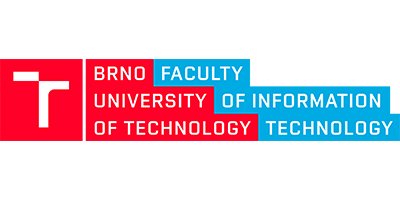 BRNO FACULTY
UNIVERSITY OF INFORMATION
OF TECHNOLOGY TECHNOLOGY